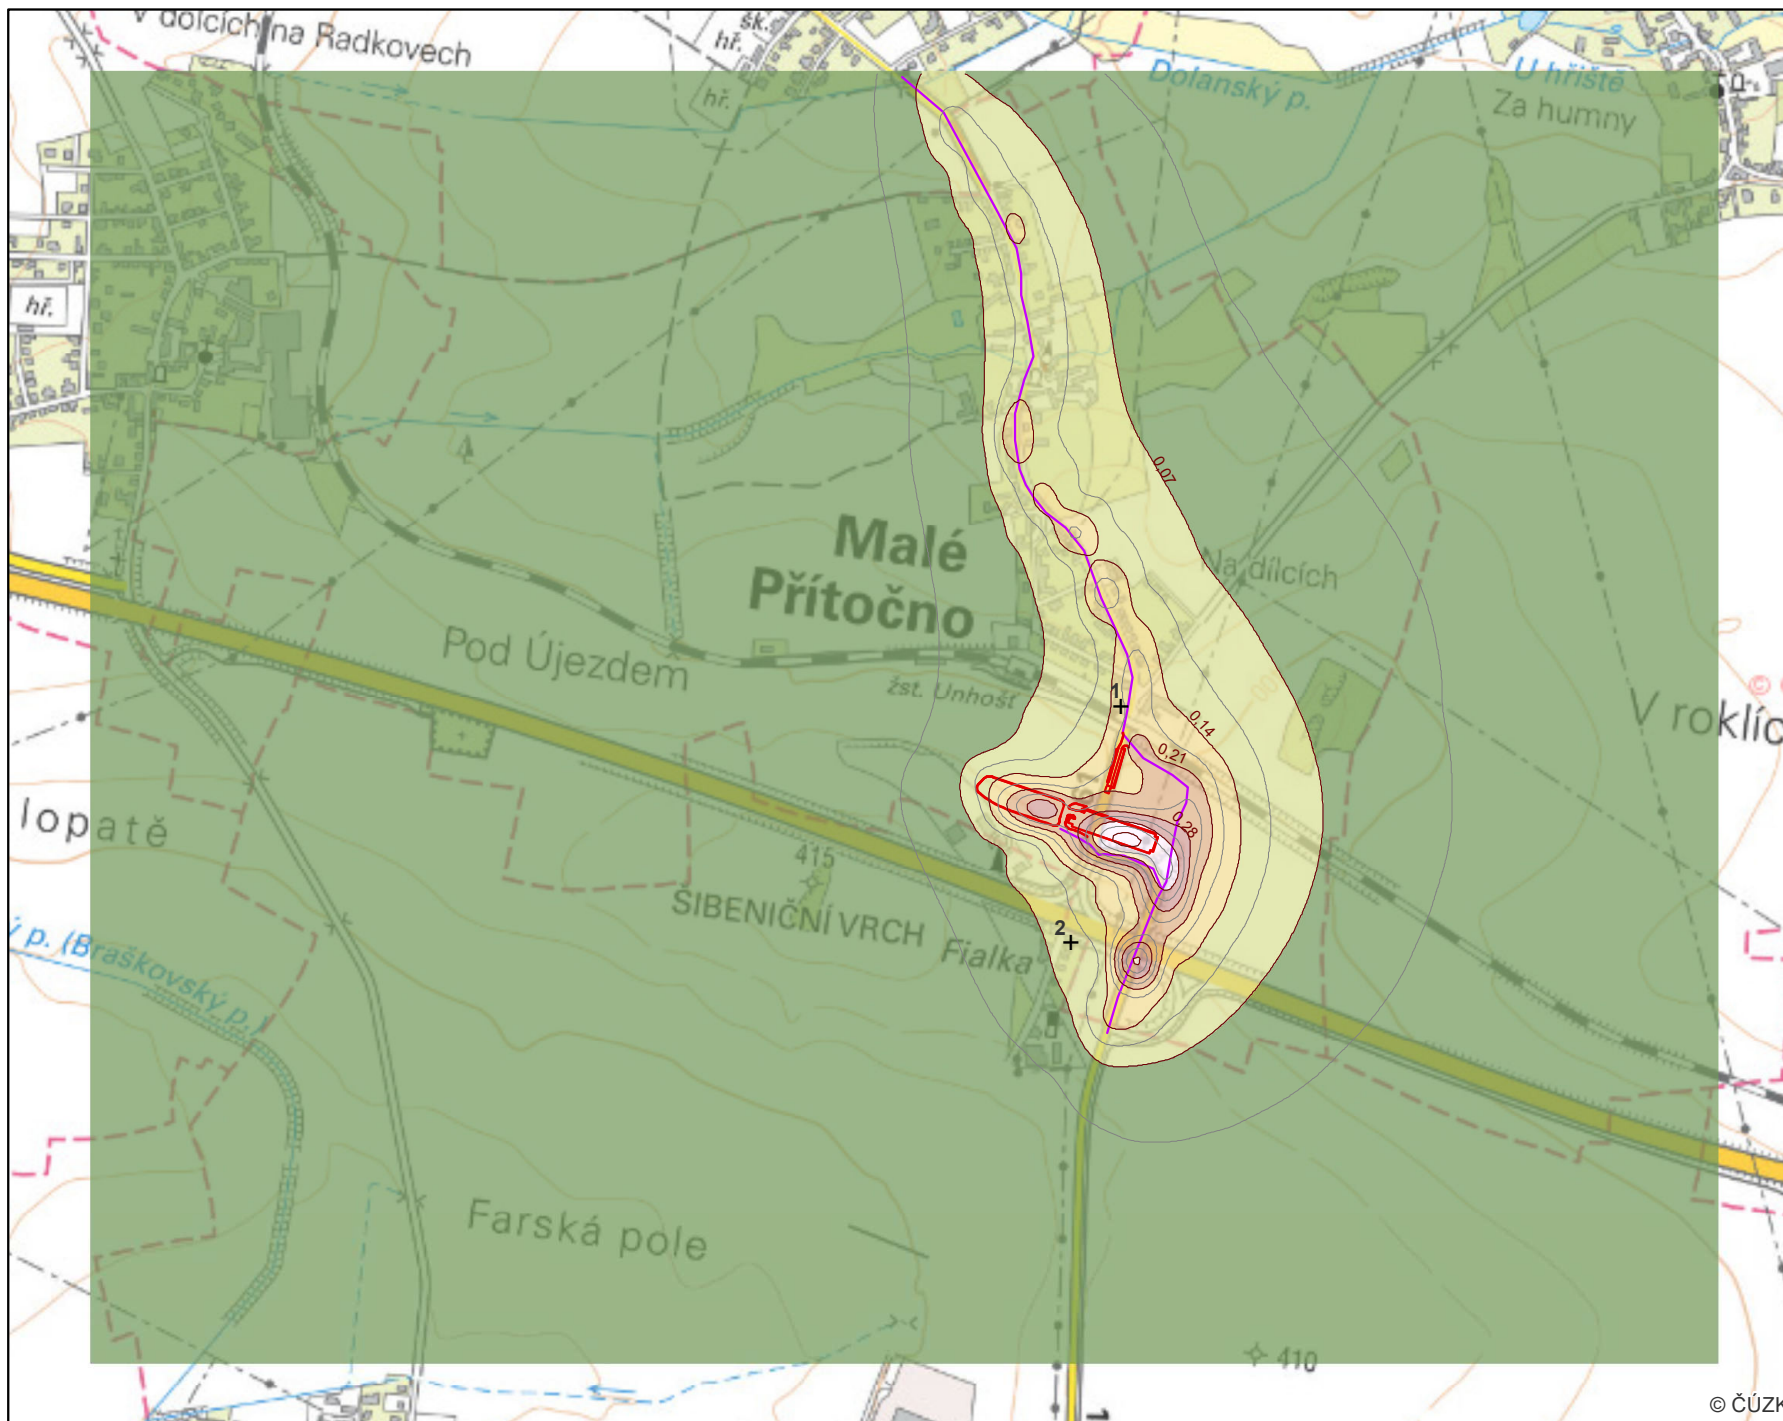 V dolcích na Radkovech
šk.
hř.
Dolanský p.
U hřiště
Za humny
hř.
hř.
0,07
Malé
Přítočno
Na dílcích
Pod Újezdem
žst. Unhošť
1
0,14
V roklíc
0,21
lopatě
0,28
415
ŠIBENIČNÍ VRCH
2
Fialka
ý p. (Braškovský p.)
Farská pole
410
© ČÚZK